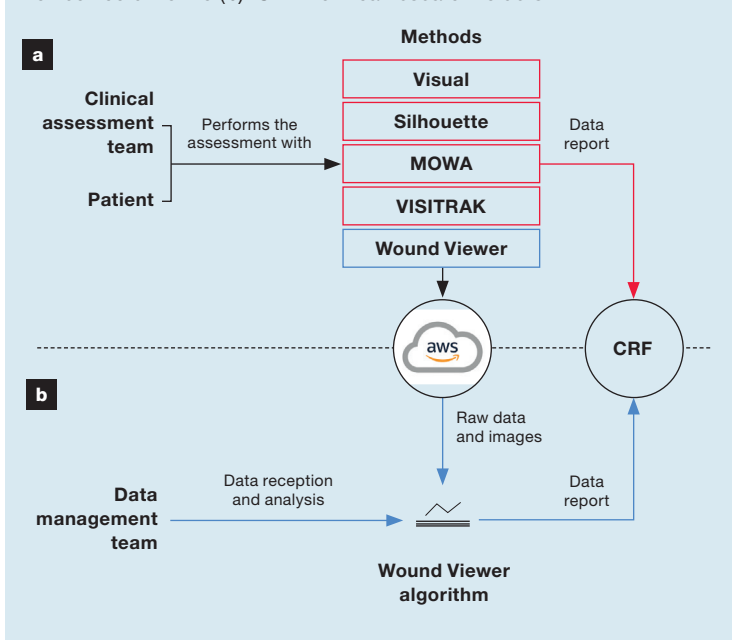 a
Methods
Clinical
assessment
team
Patient
Performs the
assessment with
Visual
Silhouette
MOWA
VISITRAK
Wound Viewer
Data
report
aws
CRF
b
Raw data
and images
Data
management
team
Data reception
and analysis
Data
report
Wound Viewer
algorithm